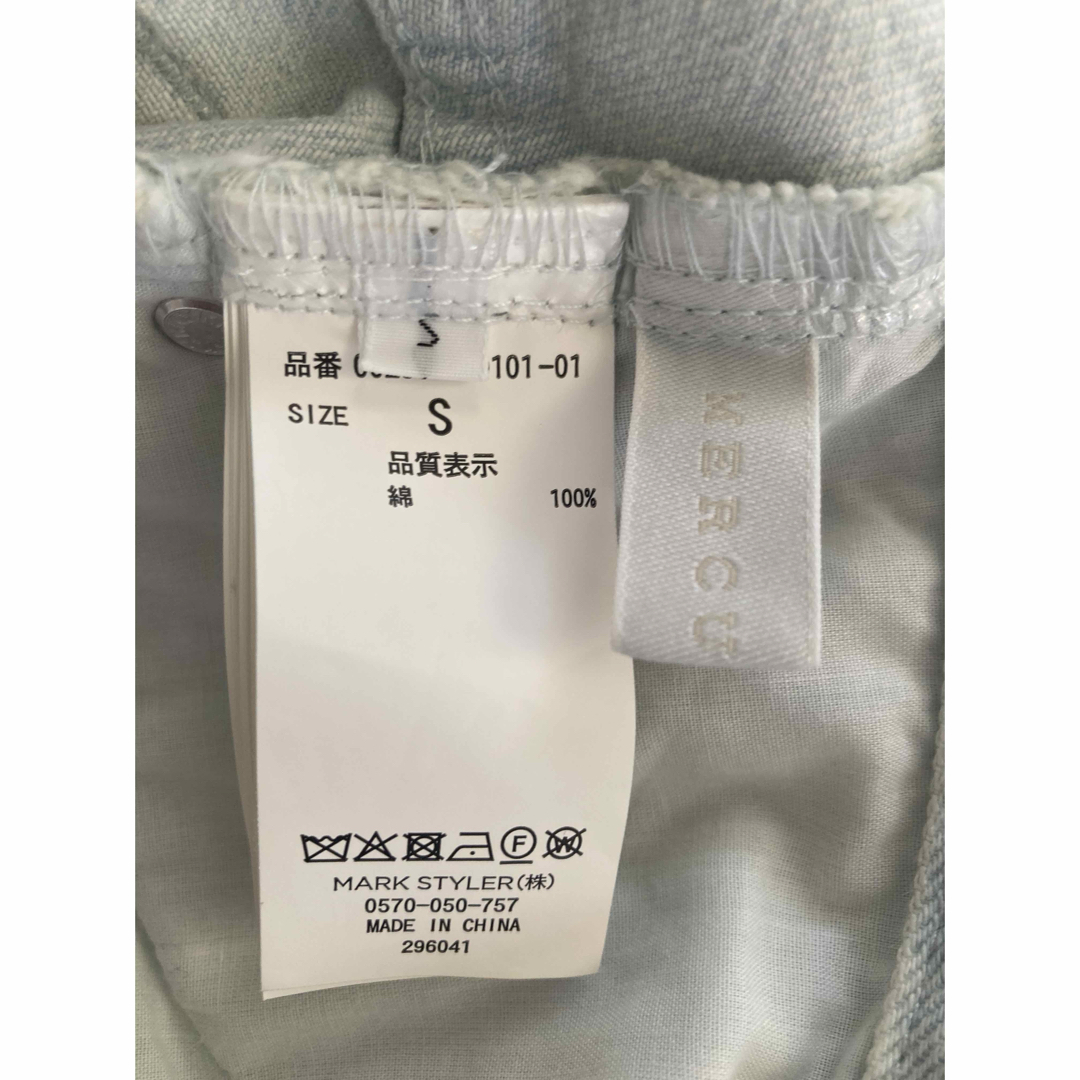 S
品番 101-01
SIZE S
品質表示
綿 100%
F
W
MARK STYLER(株)
0570-050-757
MADE IN CHINA
296041
MERCU